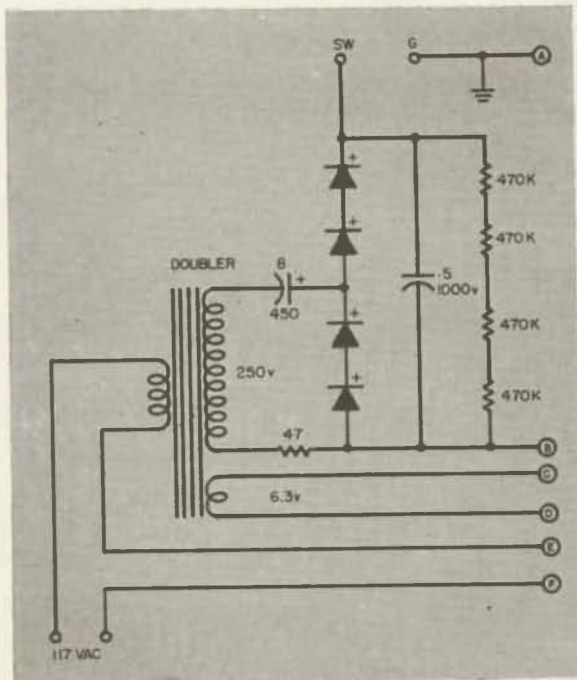 SW
G
A
+
470K
+
470K
DOUBLER
8
+
450
.5
1000v
+
250v
470K
+
470K
47
B
C
6.3v
D
E
F
117 VAC